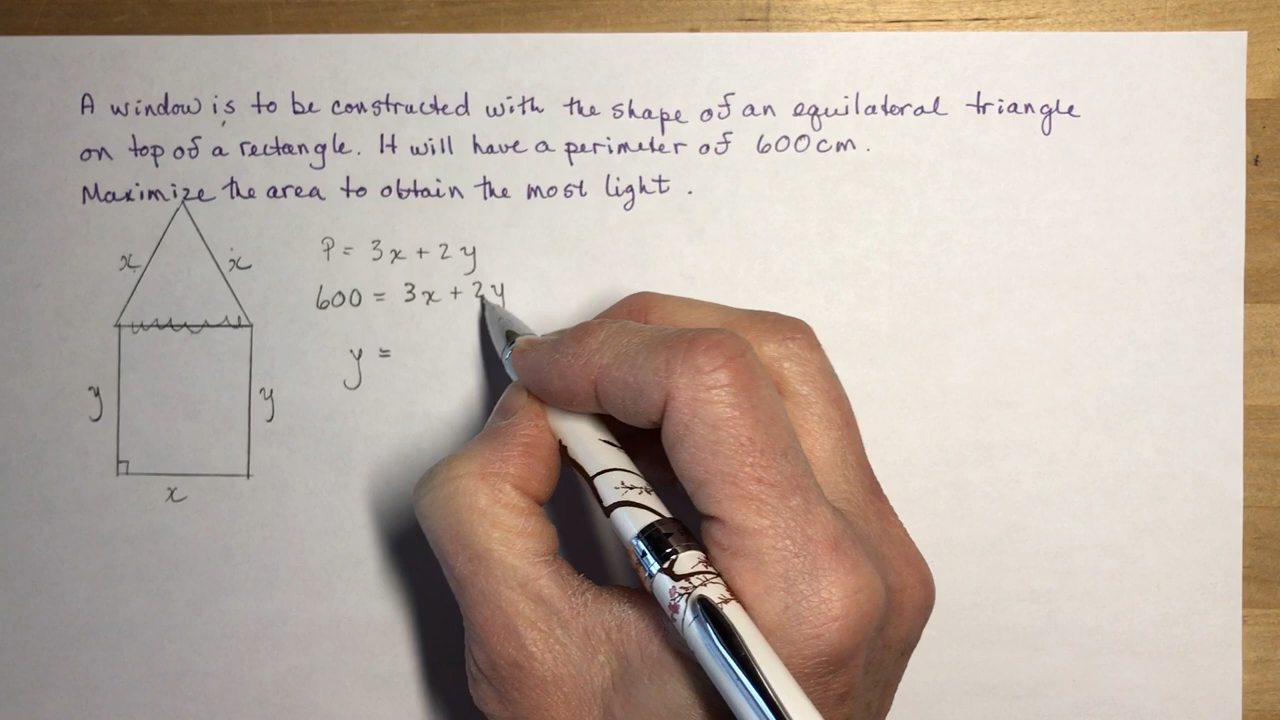 A window is to be constructed with the shape of an equilateral triangle
on top of a rectangle. It will have a perimeter of 600cm.
Maximize the area to obtain the most light.
x x
P = 3x + 2y
600 = 3x + 2y
y =
y y
x